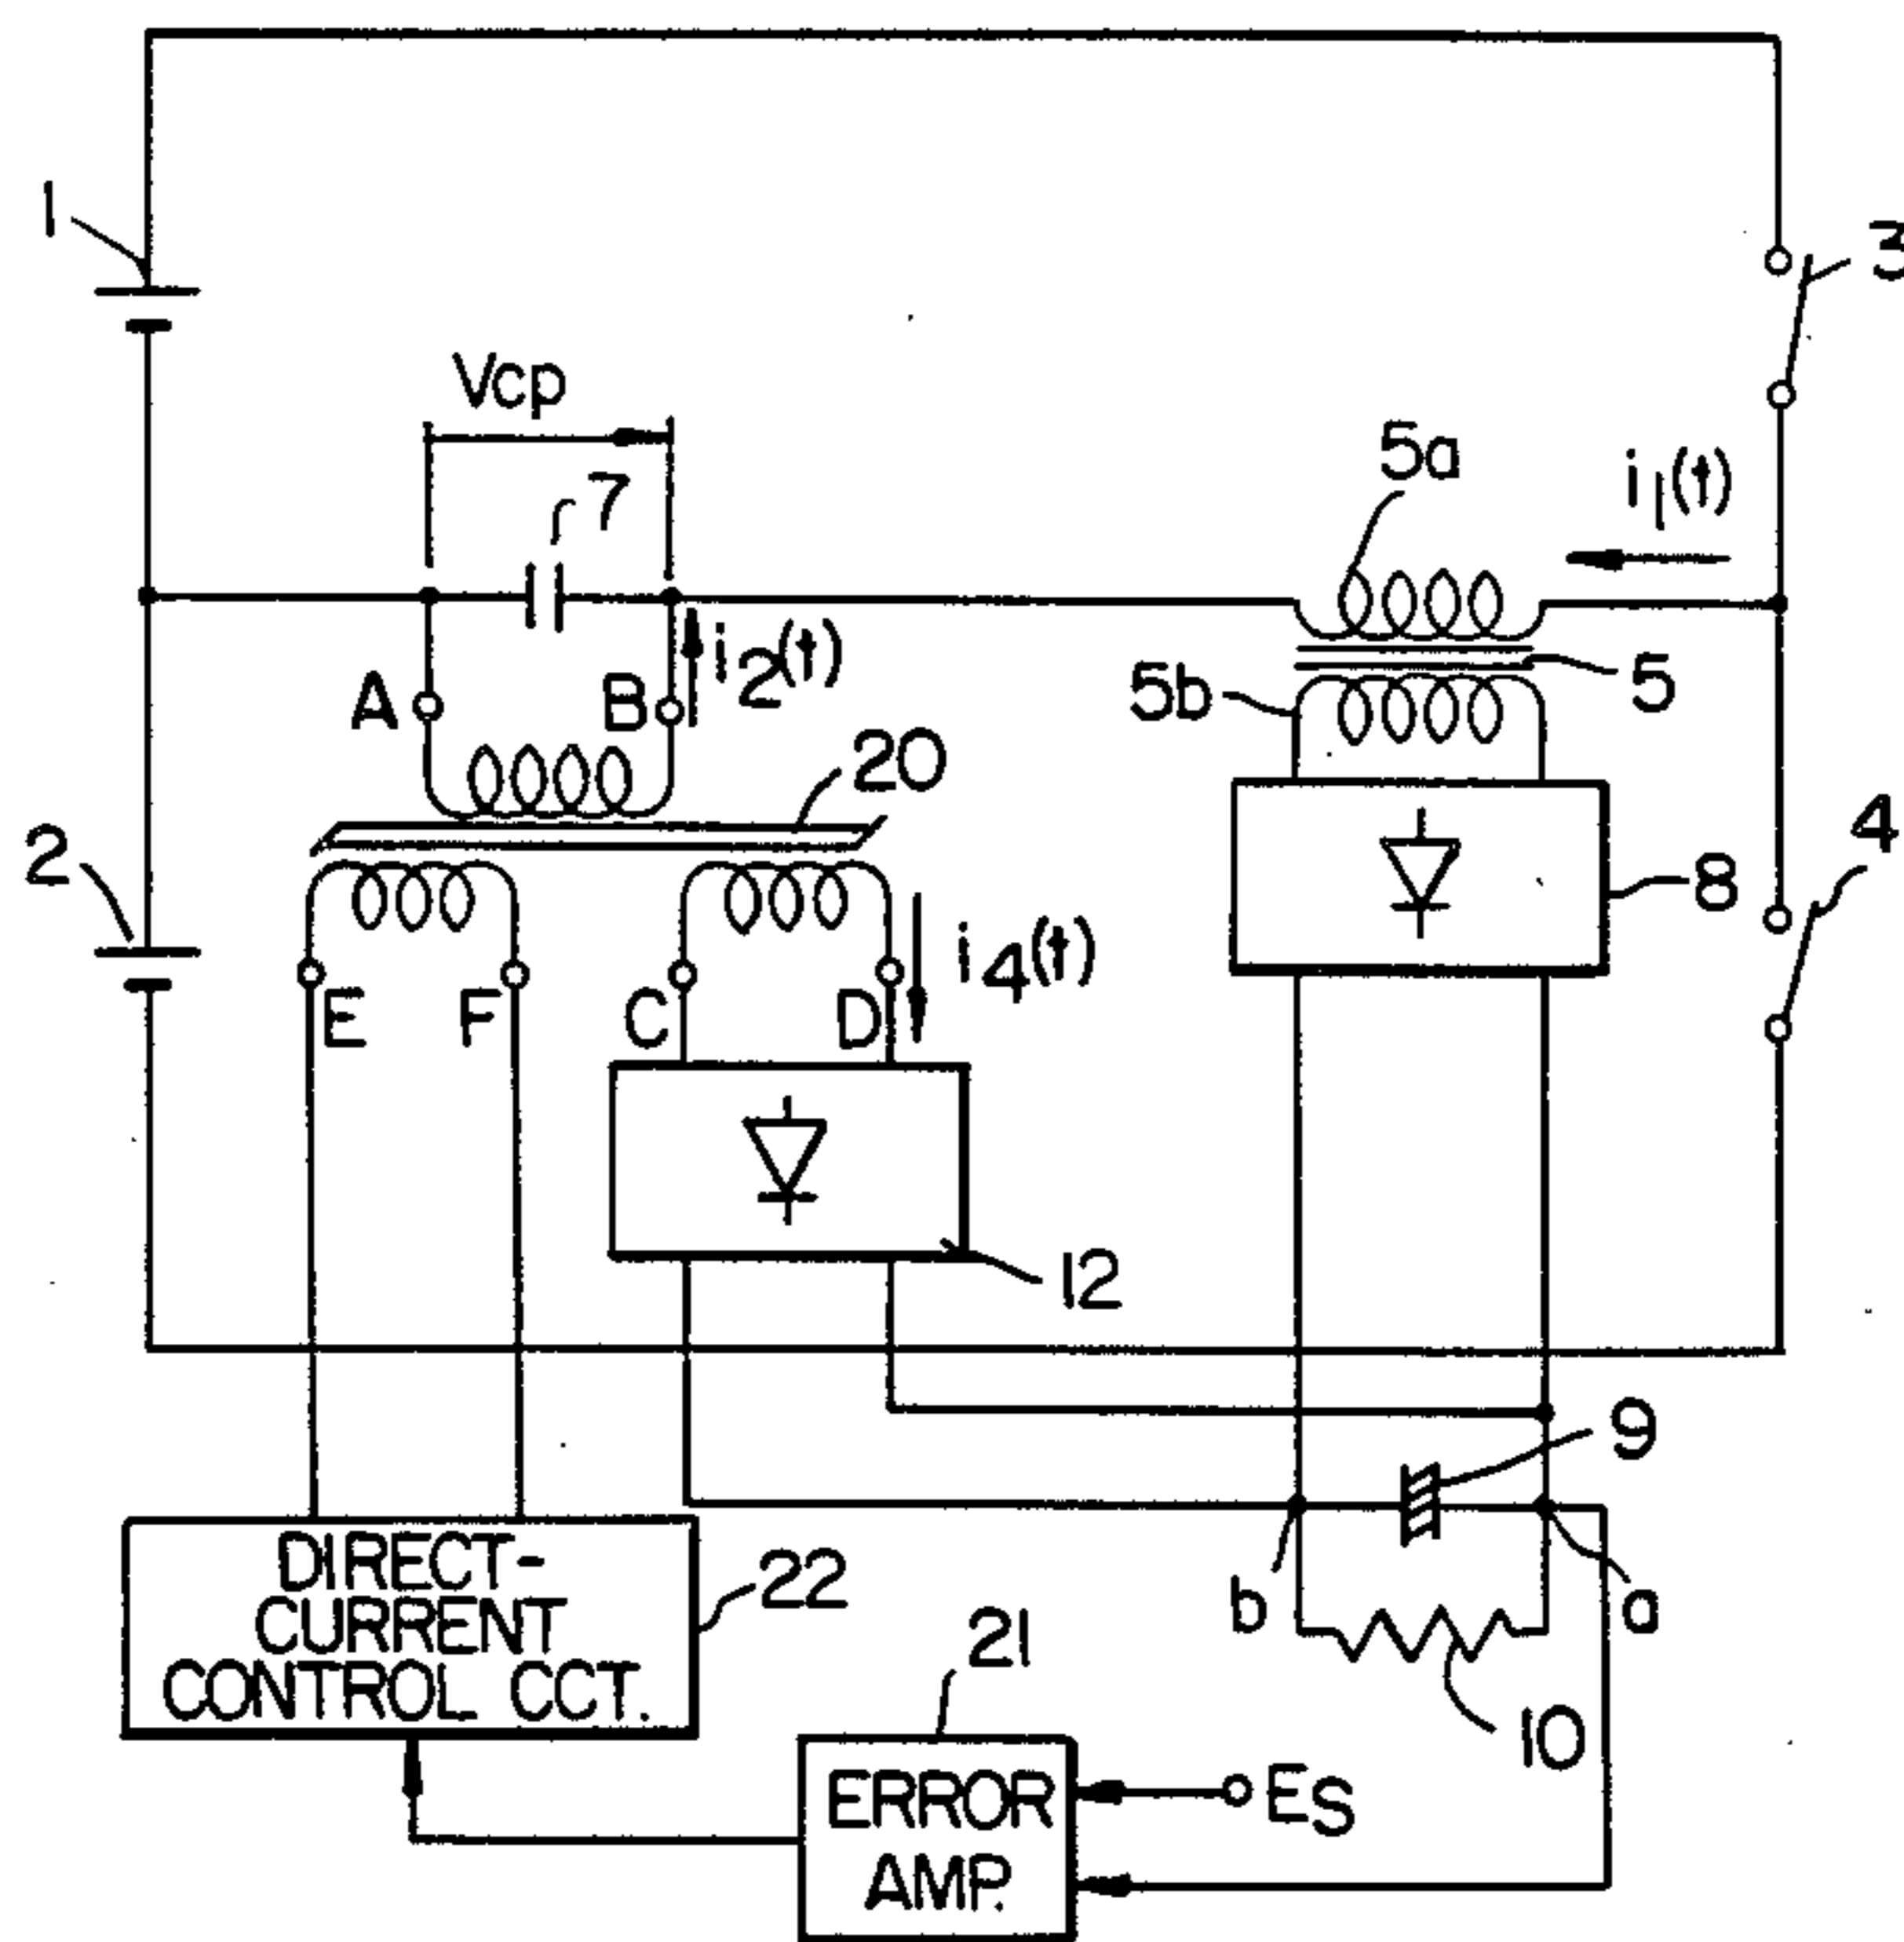 1
3
Vcp
5a
i1(t)
7
i2(t)
A
B
5b
5
20
4
2
8
i4(t)
E
F
C
D
12
9
DIRECT-
CURRENT
CONTROL CCT.
22
b
a
21
10
ERROR
AMP.
ES